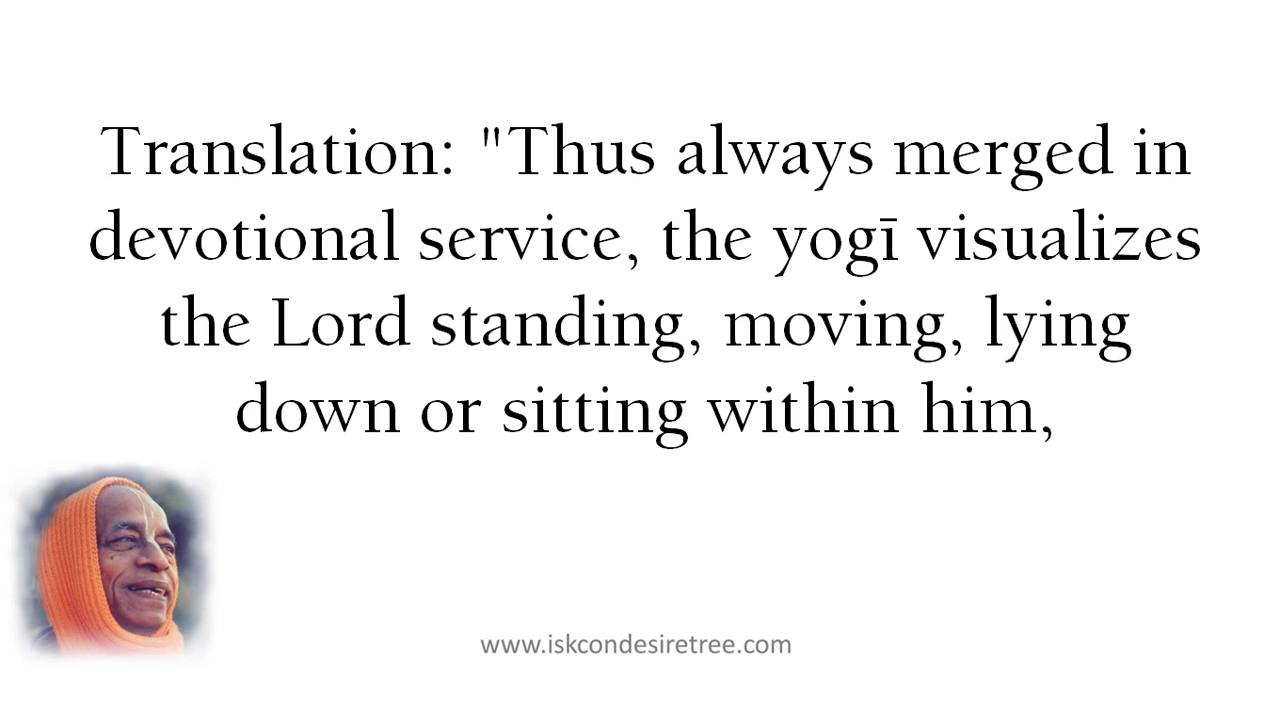 Translation: "Thus always merged in
devotional service, the yogī visualizes
the Lord standing, moving, lying
down or sitting within him,
www.iskcondesiretree.com